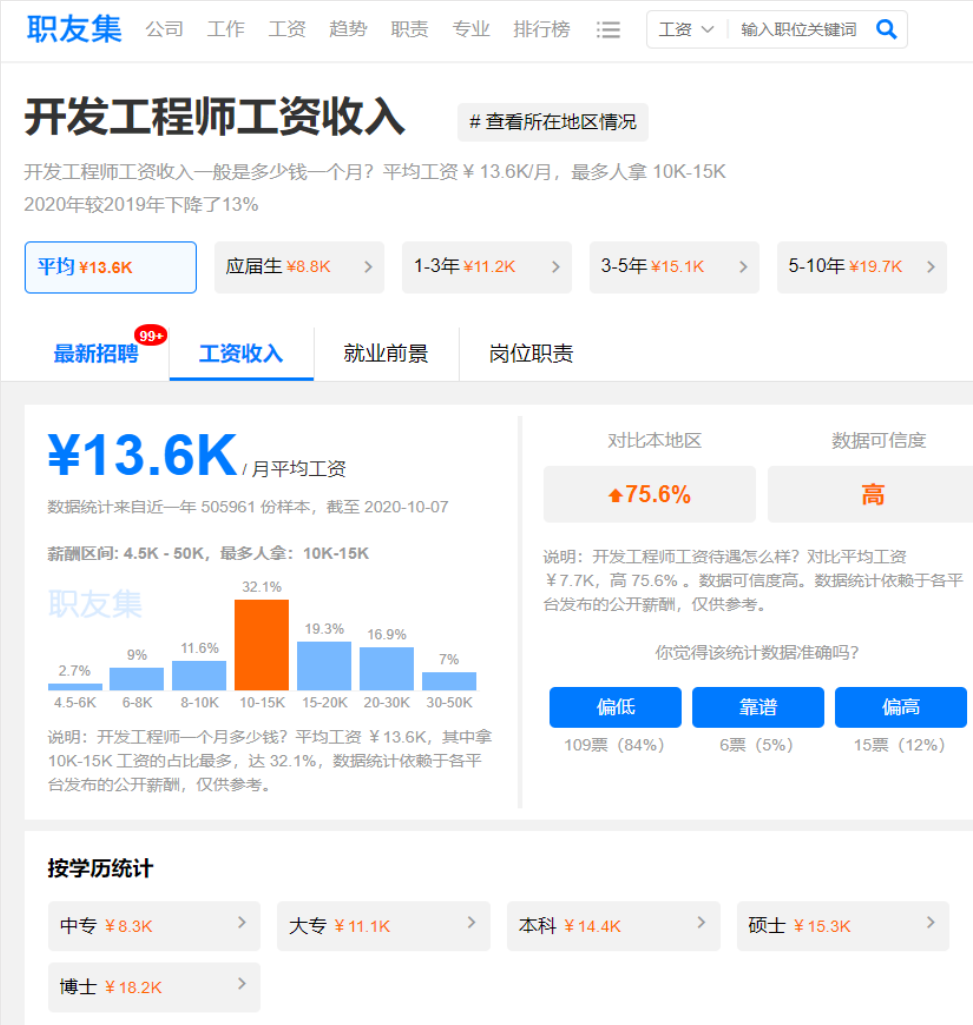 职友集 公司 工作 工资 趋势 职责 专业 排行榜 工资 输入职位关键词
开发工程师工资收入 # 查看所在地区情况
开发工程师工资收入一般是多少钱一个月？平均工资￥13.6K/月，最多人拿 10K-15K
2020年较2019年下降了13%
平均 ¥13.6K 应届生 ¥8.8K 1-3年 ¥11.2K 3-5年 ¥15.1K 5-10年 ¥19.7K
最新招聘 99+ 工资收入 就业前景 岗位职责
¥13.6K / 月平均工资
数据统计来自近一年 505961 份样本，截至 2020-10-07
薪酬区间: 4.5K - 50K，最多人拿：10K-15K
职友集
2.7% 9% 11.6% 32.1% 19.3% 16.9% 7%
4.5-6K 6-8K 8-10K 10-15K 15-20K 20-30K 30-50K
说明：开发工程师一个月多少钱？平均工资 ￥13.6K，其中拿
10K-15K 工资的占比最多，达 32.1%，数据统计依赖于各平
台发布的公开薪酬，仅供参考。
对比本地区 数据可信度
75.6% 高
说明：开发工程师工资待遇怎么样？对比平均工资
￥7.7K，高 75.6% 。数据可信度高。数据统计依赖于各平
台发布的公开薪酬，仅供参考。
你觉得该统计数据准确吗?
偏低 靠谱 偏高
109票（84%） 6票（5%） 15票（12%）
按学历统计
中专 ￥8.3K 大专 ￥11.1K 本科 ￥14.4K 硕士 ￥15.3K
博士 ￥18.2K